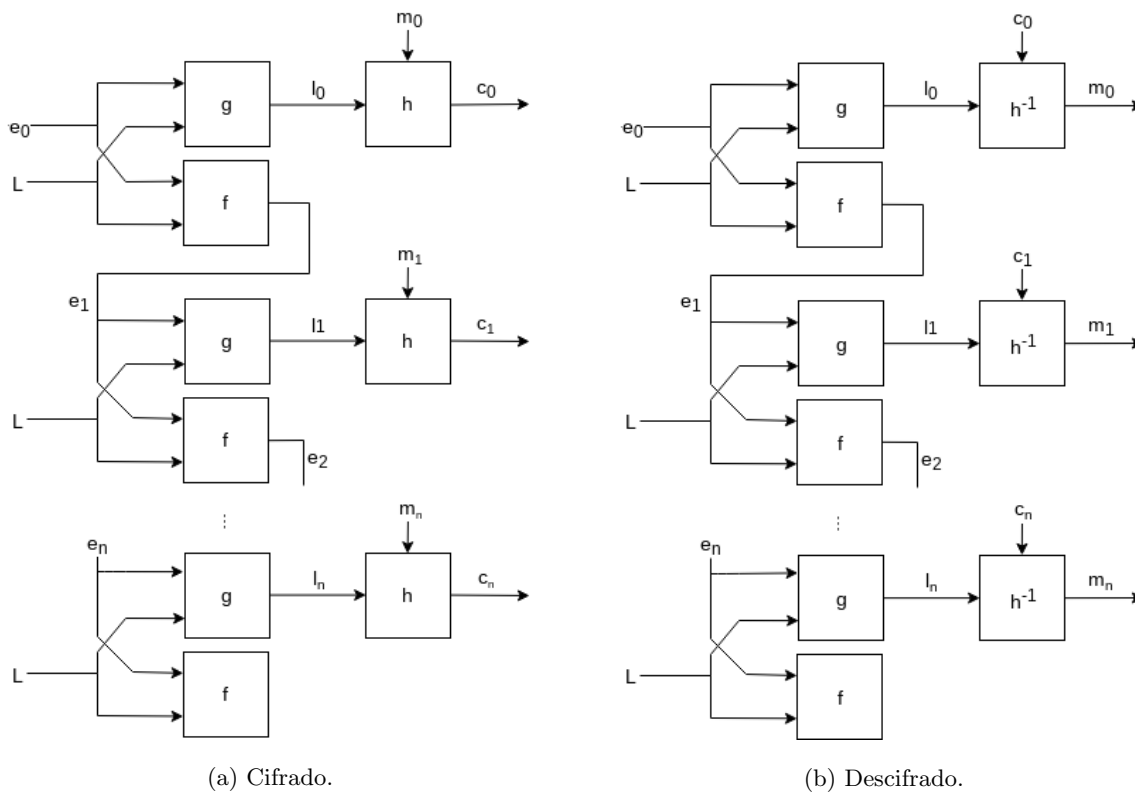 m0
g
l0
h
c0
e0
L
f
m1
e1
g
l1
h
c1
L
f
e2
⋮
mn
en
g
ln
h
cn
L
f
(a) Cifrado.
c0
g
l0
h-1
m0
e0
L
f
c1
e1
g
l1
h-1
m1
L
f
e2
⋮
cn
en
g
ln
h-1
mn
L
f
(b) Descifrado.